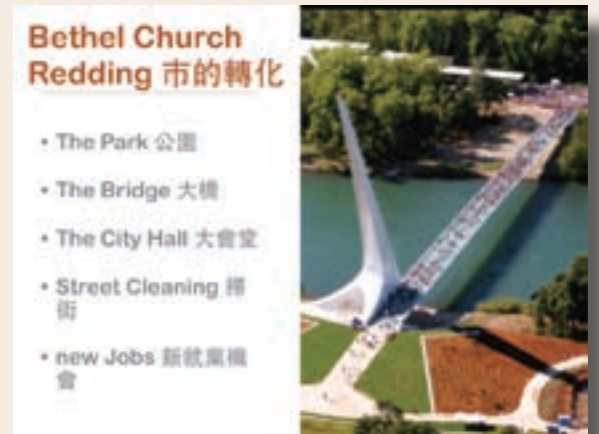 Bethel Church
Redding 市的轉化
• The Park 公園
• The Bridge 大橋
• The City Hall 大會堂
• Street Cleaning 掃
街
• new Jobs 新就業機
會